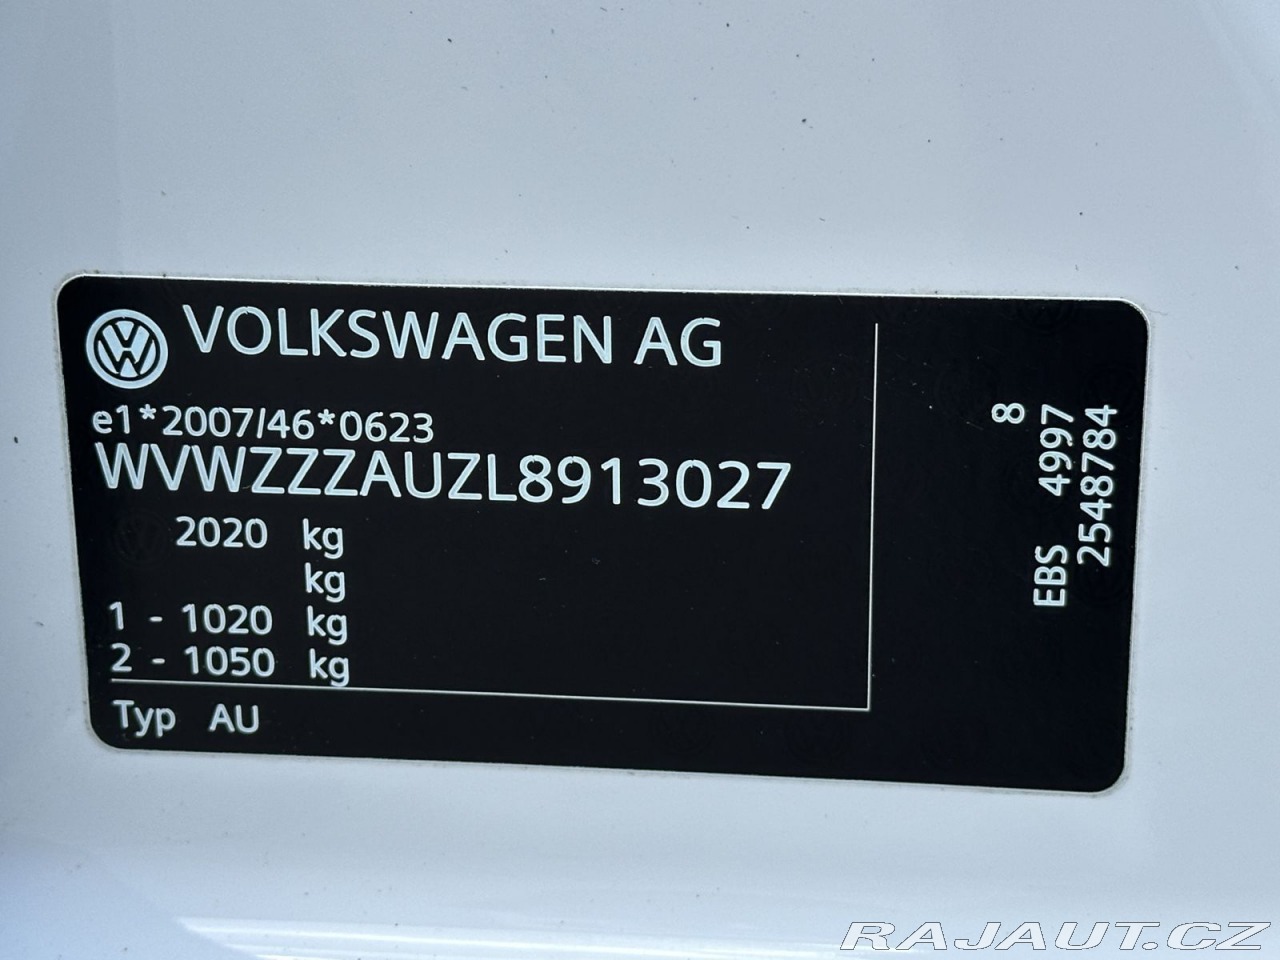 VOLKSWAGEN AG
e1*2007/46*0623
WVWZZZAUZL8913027
2020 kg
kg
1 - 1020 kg
2 - 1050 kg
Typ AU
8
EBS 4997
2548784
RAJAUT.CZ